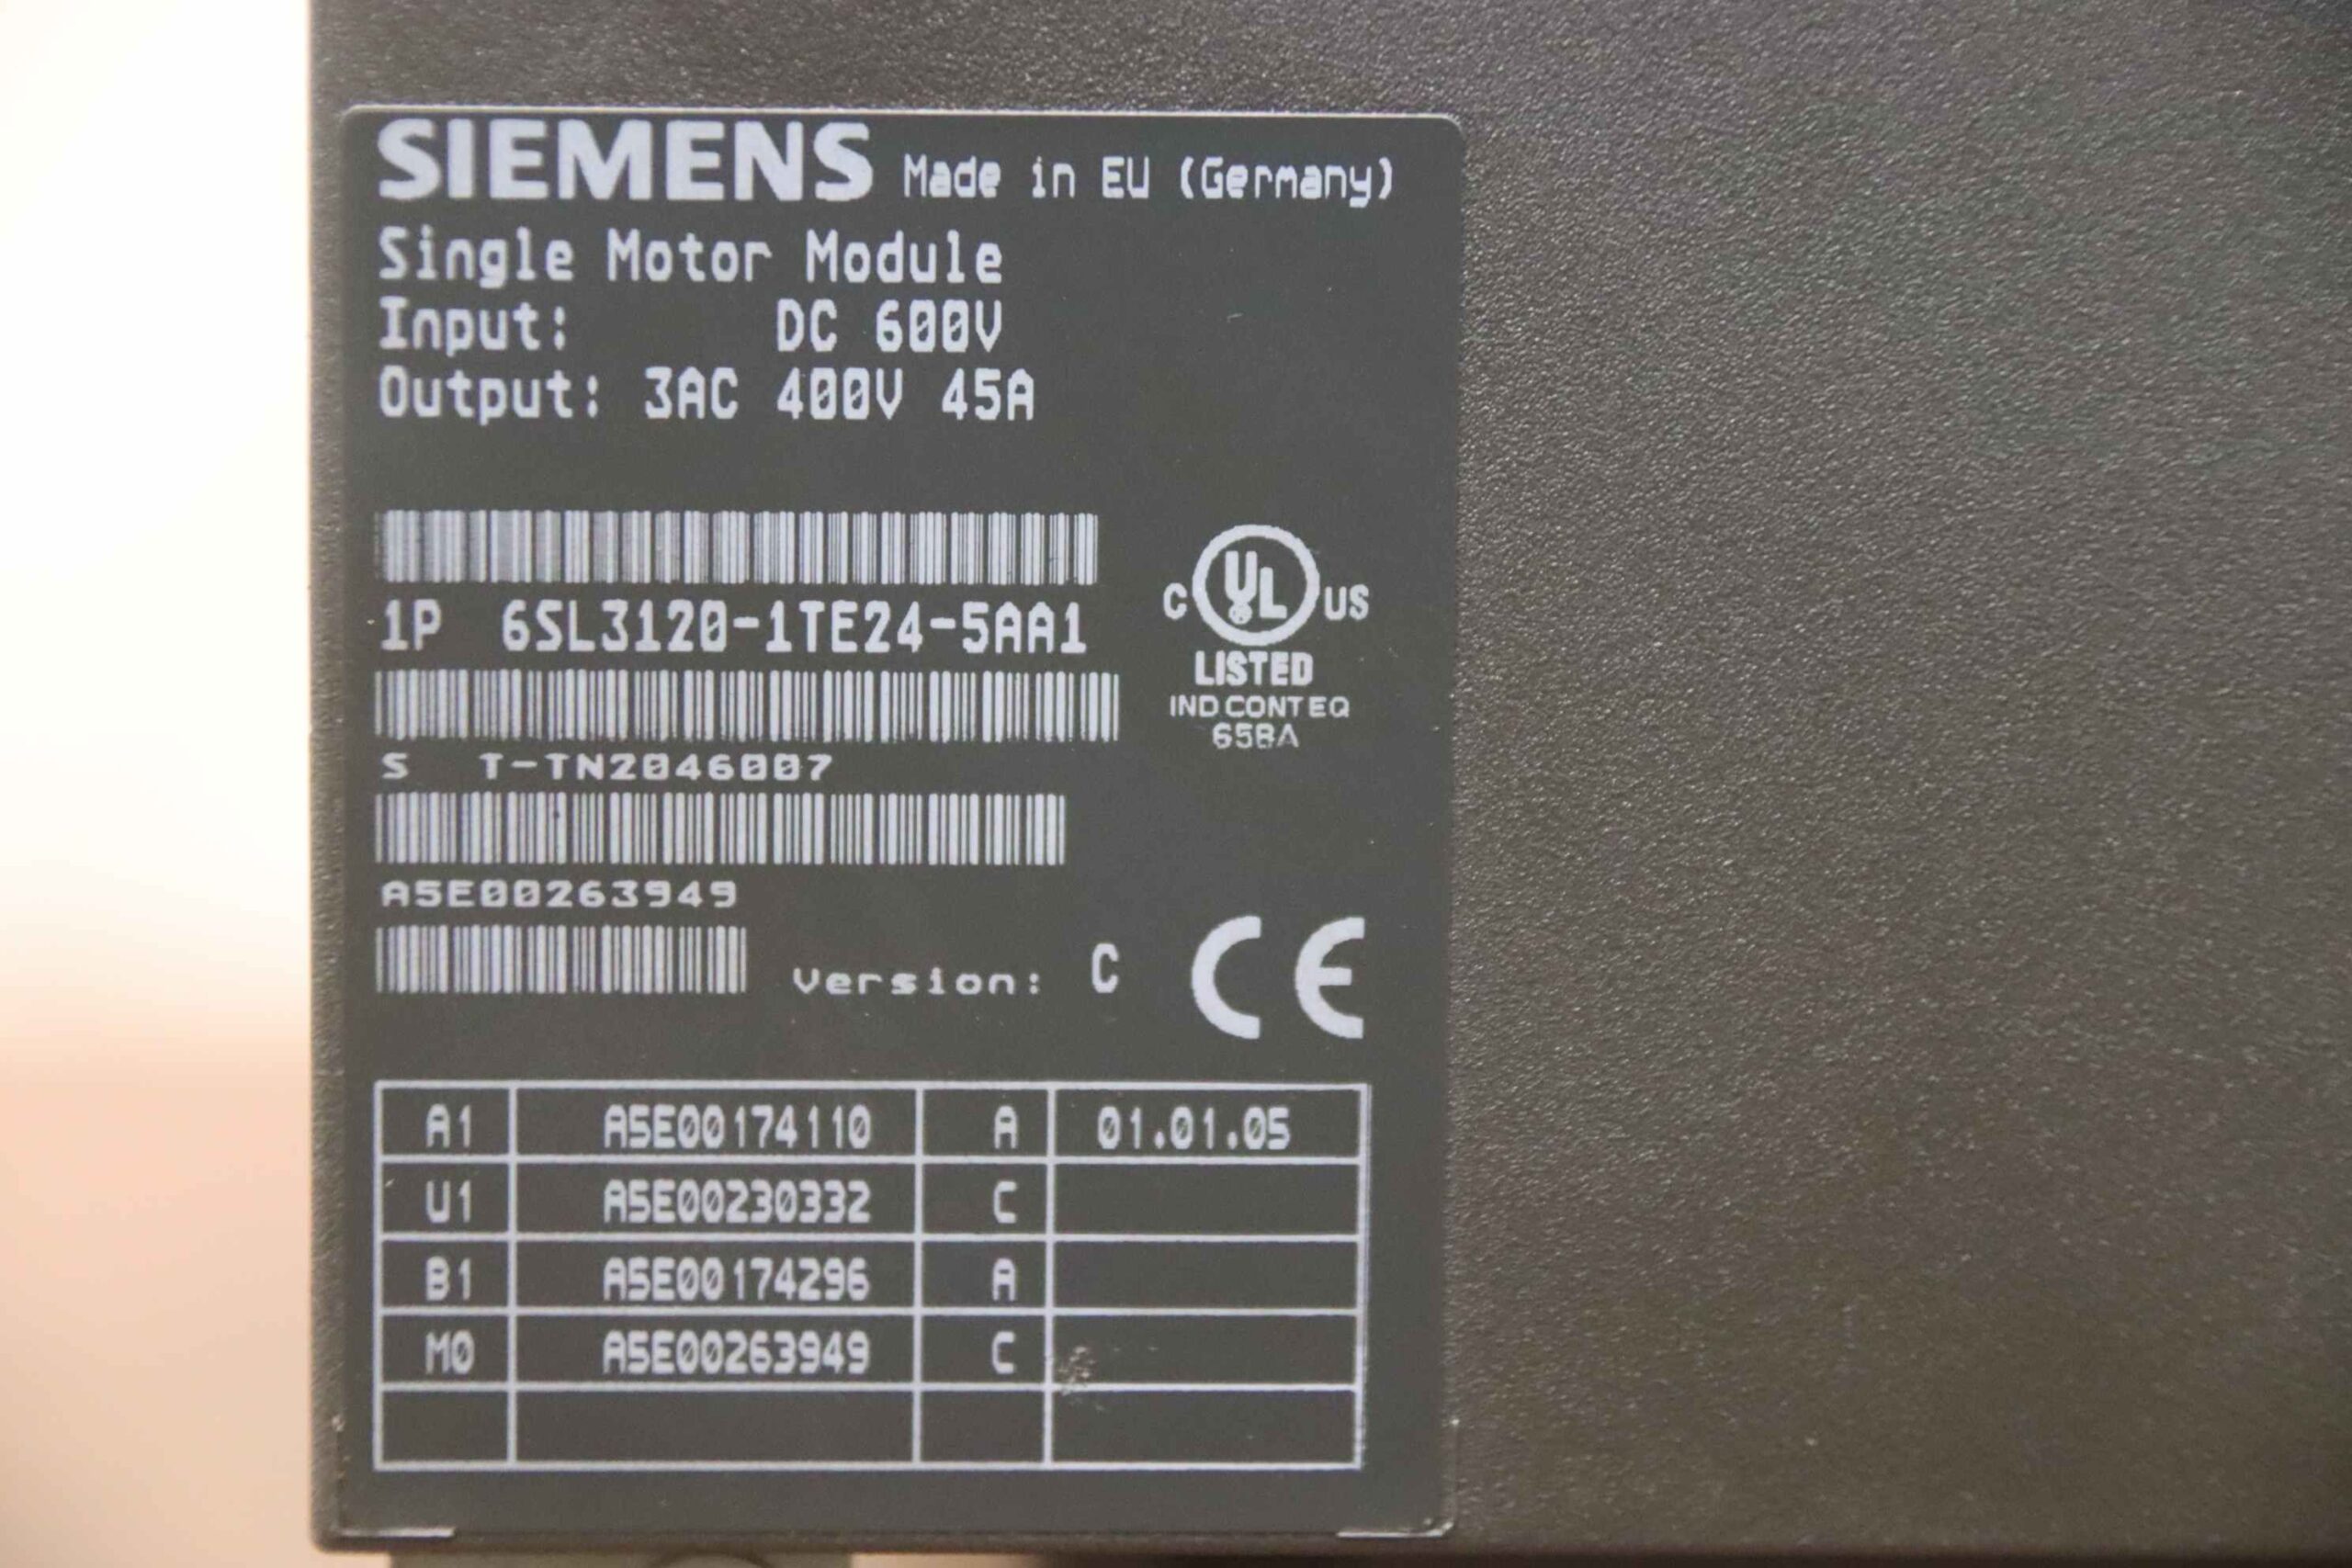 SIEMENS Made in EU (Germany)
Single Motor Module
Input: DC 600V
Output: 3AC 400V 45A
1P 6SL3120-1TE24-5AA1
C UL US
LISTED
IND CONT EQ
65BA
S T-TN2046007
A5E00263949
Version: C CE
A1 A5E00174110 A 01.01.05
U1 A5E00230332 C
B1 A5E00174296 A
M0 A5E00263949 C